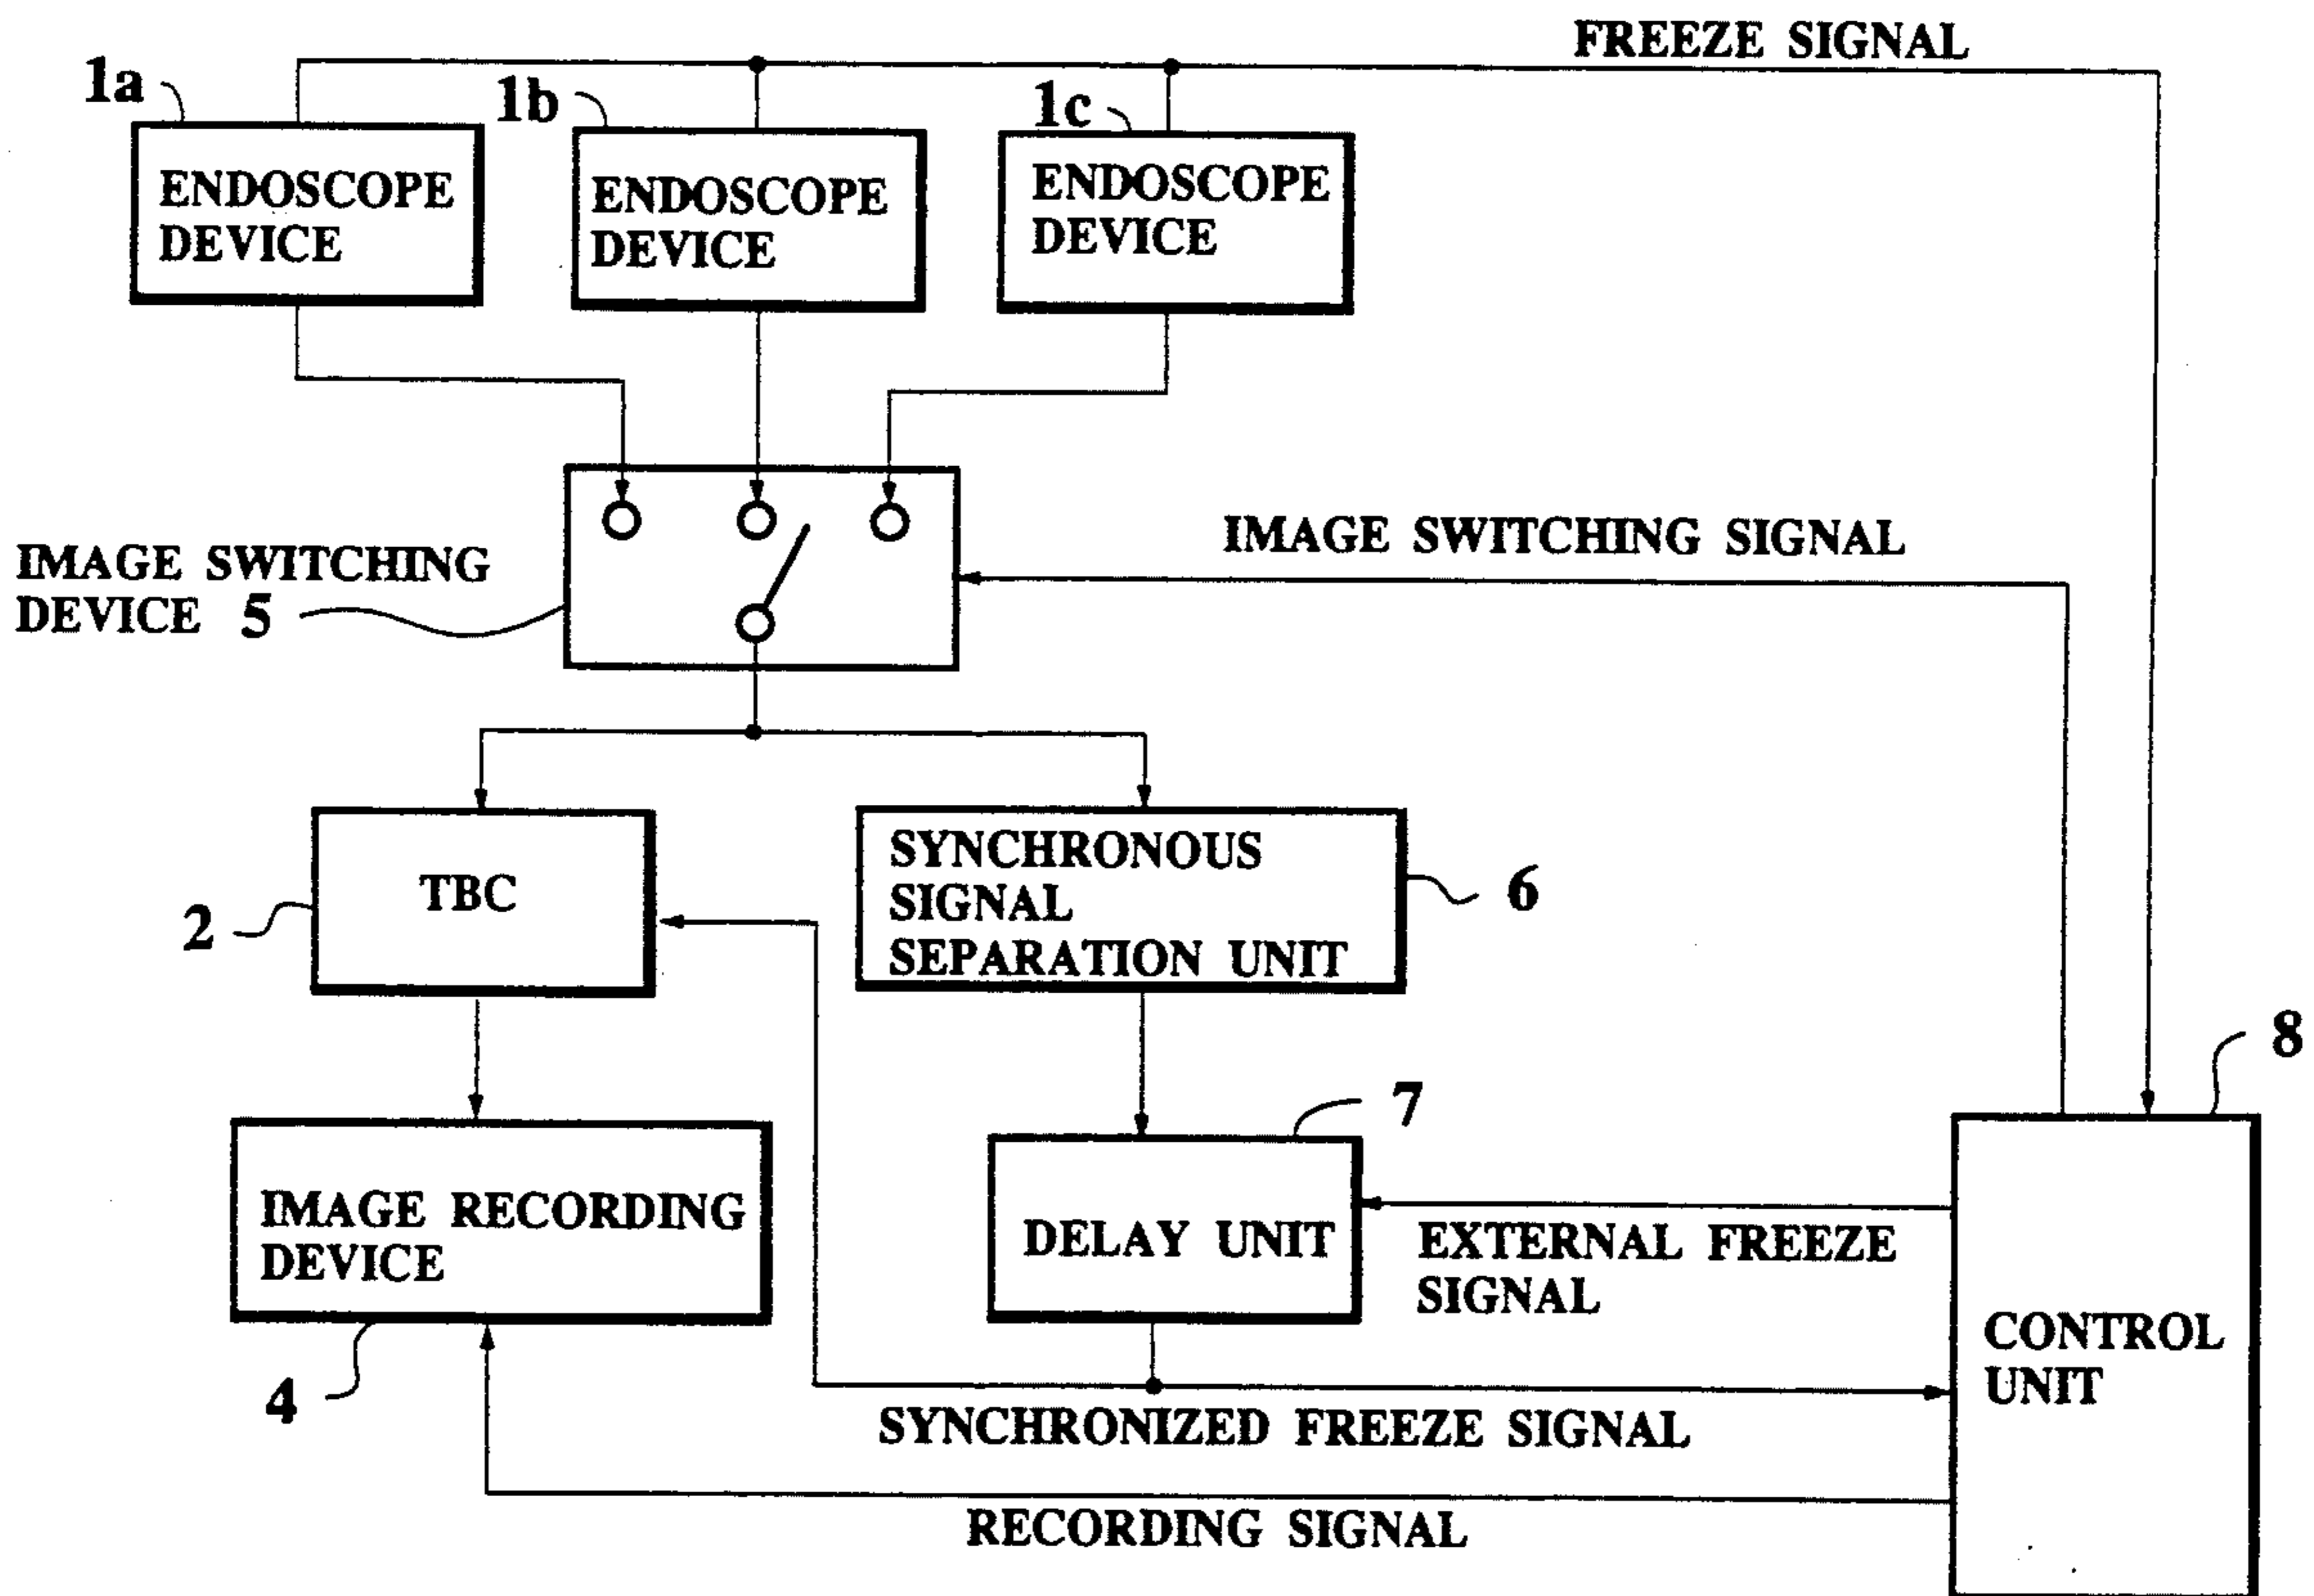 FREEZE SIGNAL
1a
1b
1c
ENDOSCOPE
DEVICE
ENDOSCOPE
DEVICE
ENDOSCOPE
DEVICE
IMAGE SWITCHING SIGNAL
IMAGE SWITCHING
DEVICE 5
TBC
2
SYNCHRONOUS
SIGNAL
SEPARATION UNIT
6
8
7
IMAGE RECORDING
DEVICE
4
DELAY UNIT
EXTERNAL FREEZE
SIGNAL
CONTROL
UNIT
SYNCHRONIZED FREEZE SIGNAL
RECORDING SIGNAL